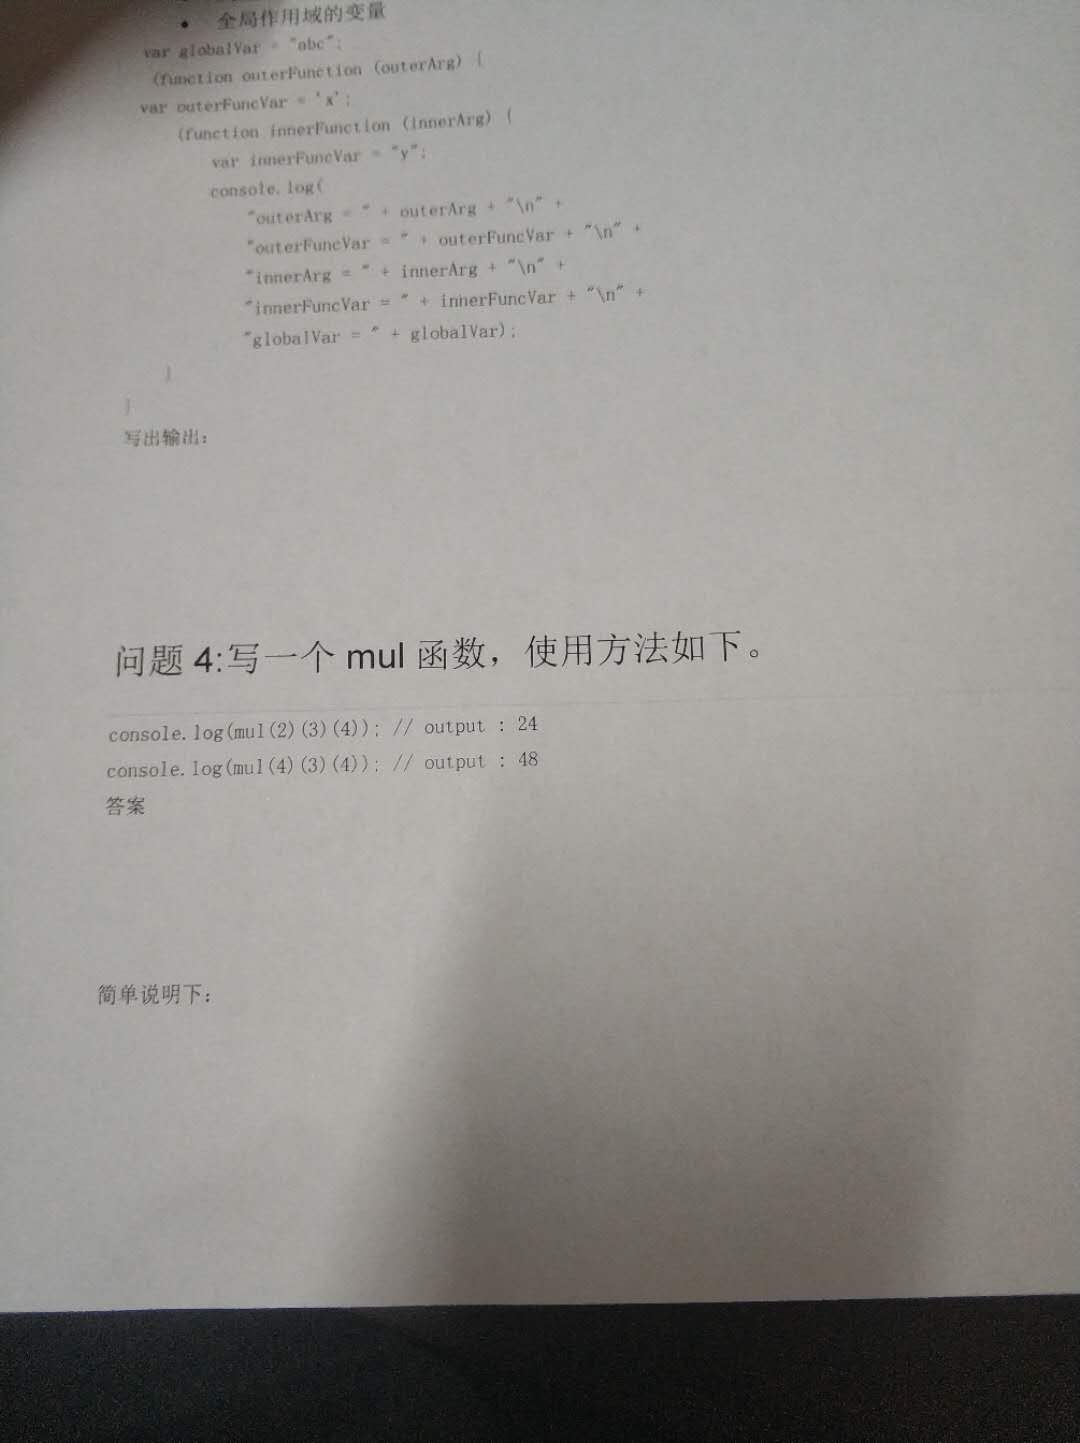 • 全局作用域的变量
var globalVar = "abc";
(function outerFunction (outerArg) {
var outerFuncVar = 'x';
(function innerFunction (innerArg) {
var innerFuncVar = "y";
console.log(
"outerArg = " + outerArg + "\n" +
"outerFuncVar = " + outerFuncVar + "\n" +
"innerArg = " + innerArg + "\n" +
"innerFuncVar = " + innerFuncVar + "\n" +
"globalVar = " + globalVar);
}
}
写出输出:
问题 4:写一个 mul 函数，使用方法如下。
console.log(mul(2)(3)(4)); // output : 24
console.log(mul(4)(3)(4)); // output : 48
答案
简单说明下: